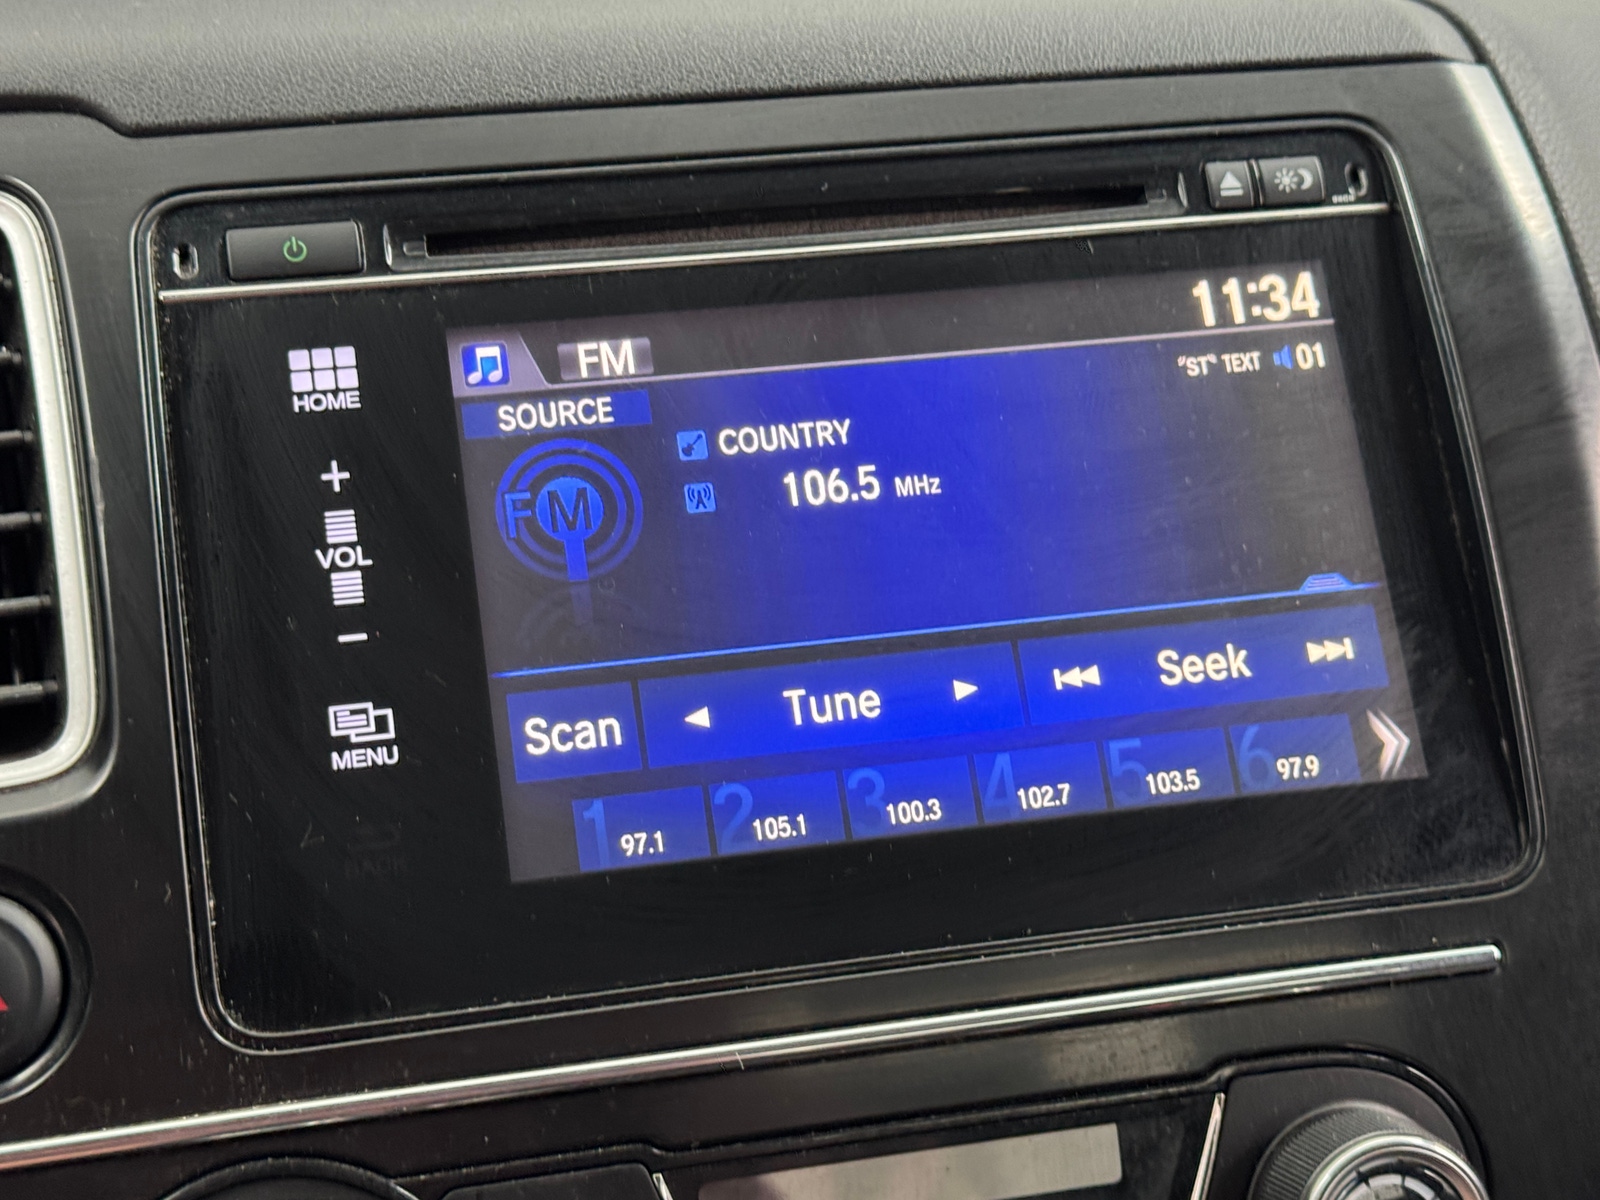 11:34
FM
"ST" TEXT 01
SOURCE
COUNTRY
FM
106.5 MHz
HOME
+
VOL
−
MENU
Scan
Tune
Seek
1 97.1
2 105.1
3 100.3
4 102.7
5 103.5
6 97.9
BACK